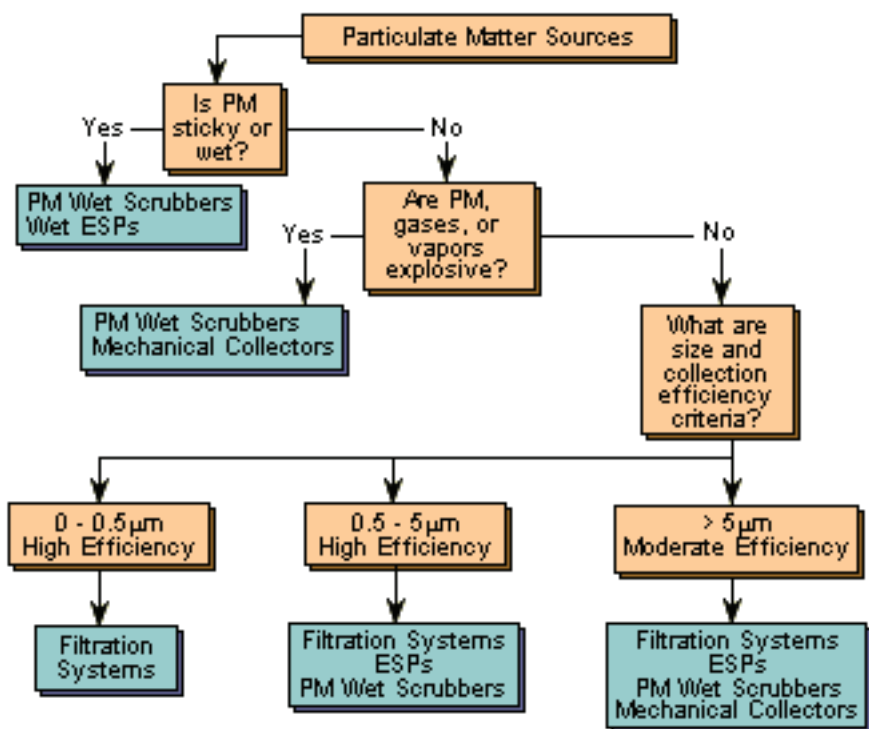 Particulate Matter Sources
Is PM
sticky or
wet?
Yes
No
PM Wet Scrubbers
Wet ESPs
Are PM,
gases, or
vapors
explosive?
Yes
No
PM Wet Scrubbers
Mechanical Collectors
What are
size and
collection
efficiency
criteria?
0 - 0.5µm
High Efficiency
0.5 - 5µm
High Efficiency
> 5µm
Moderate Efficiency
Filtration
Systems
Filtration Systems
ESPs
PM Wet Scrubbers
Filtration Systems
ESPs
PM Wet Scrubbers
Mechanical Collectors